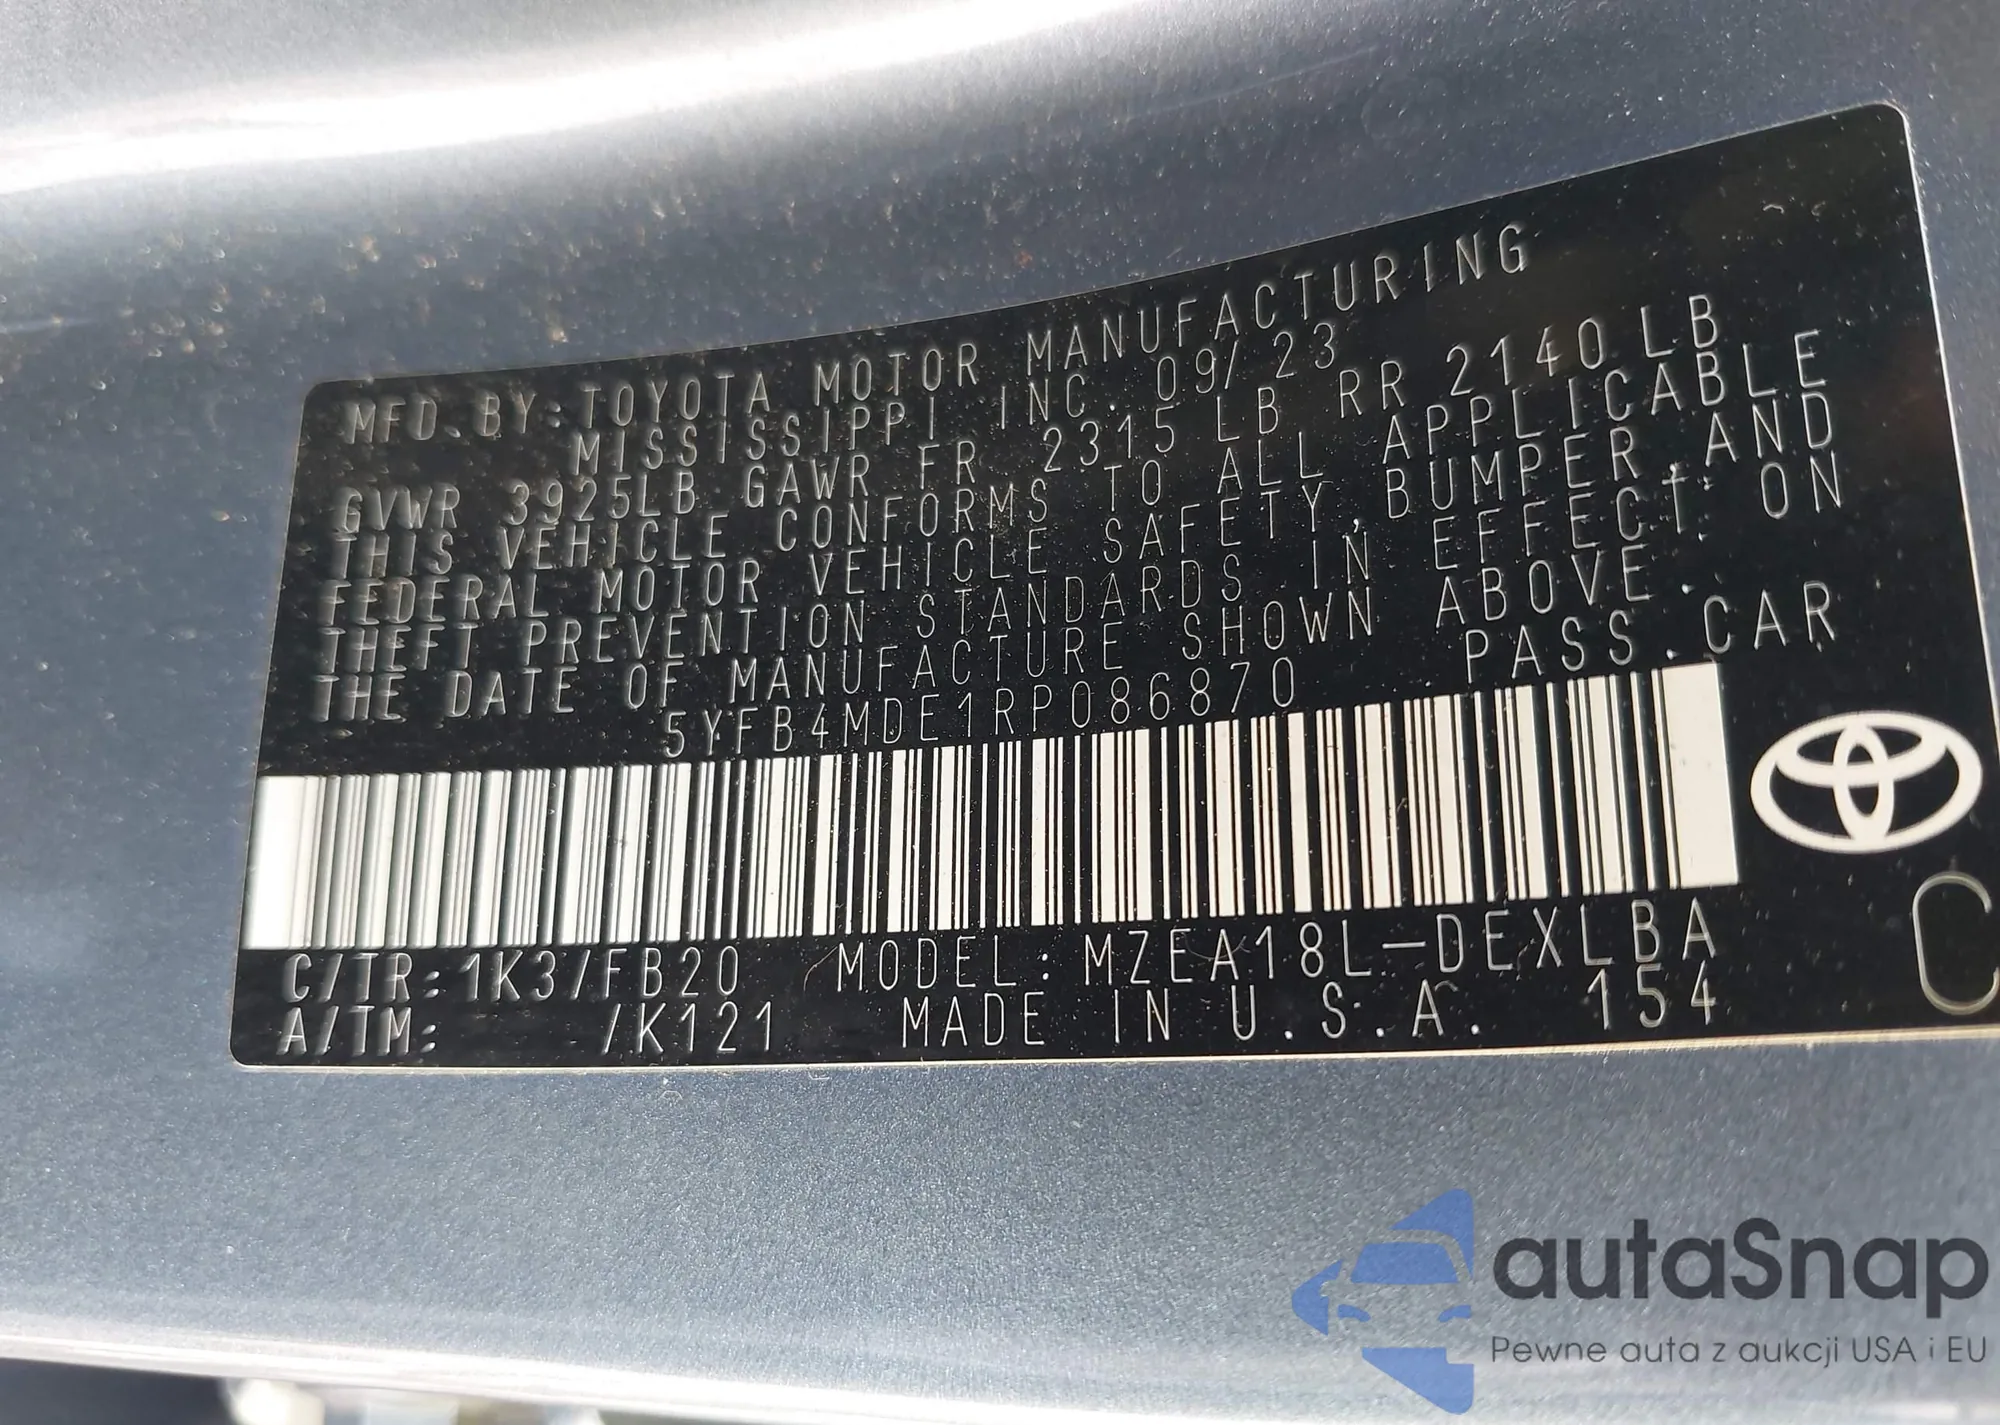 MFD. BY: TOYOTA MOTOR MANUFACTURING
MISSISSIPPI INC. 09/23
GVWR 3925LB GAWR FR 2315 LB RR 2140 LB
THIS VEHICLE CONFORMS TO ALL APPLICABLE
FEDERAL MOTOR VEHICLE SAFETY, BUMPER, AND
THEFT PREVENTION STANDARDS IN EFFECT ON
THE DATE OF MANUFACTURE SHOWN ABOVE.
5YFB4MDE1RP086870 PASS. CAR
C/TR: 1K3/FB20 MODEL: MZEA18L-DEXLBA
A/TM: /K121 MADE IN U.S.A. 154
C
autaSnap
Pewne auta z aukcji USA i EU